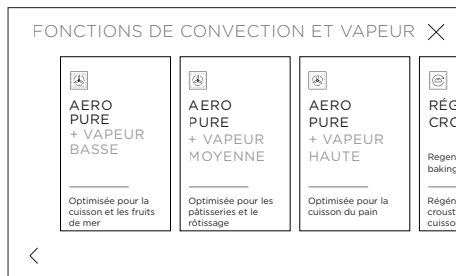 FONCTIONS DE CONVECTION ET VAPEUR
AERO
PURE
+ VAPEUR
BASSE
Optimisée pour la
cuisson et les fruits
de mer
AERO
PURE
+ VAPEUR
MOYENNE
Optimisée pour les
pâtisseries et le
rôtissage
AERO
PURE
+ VAPEUR
HAUTE
Optimisée pour la
cuisson du pain
RÉG
CRO
Regen
baking
Régén
croust
cuisso